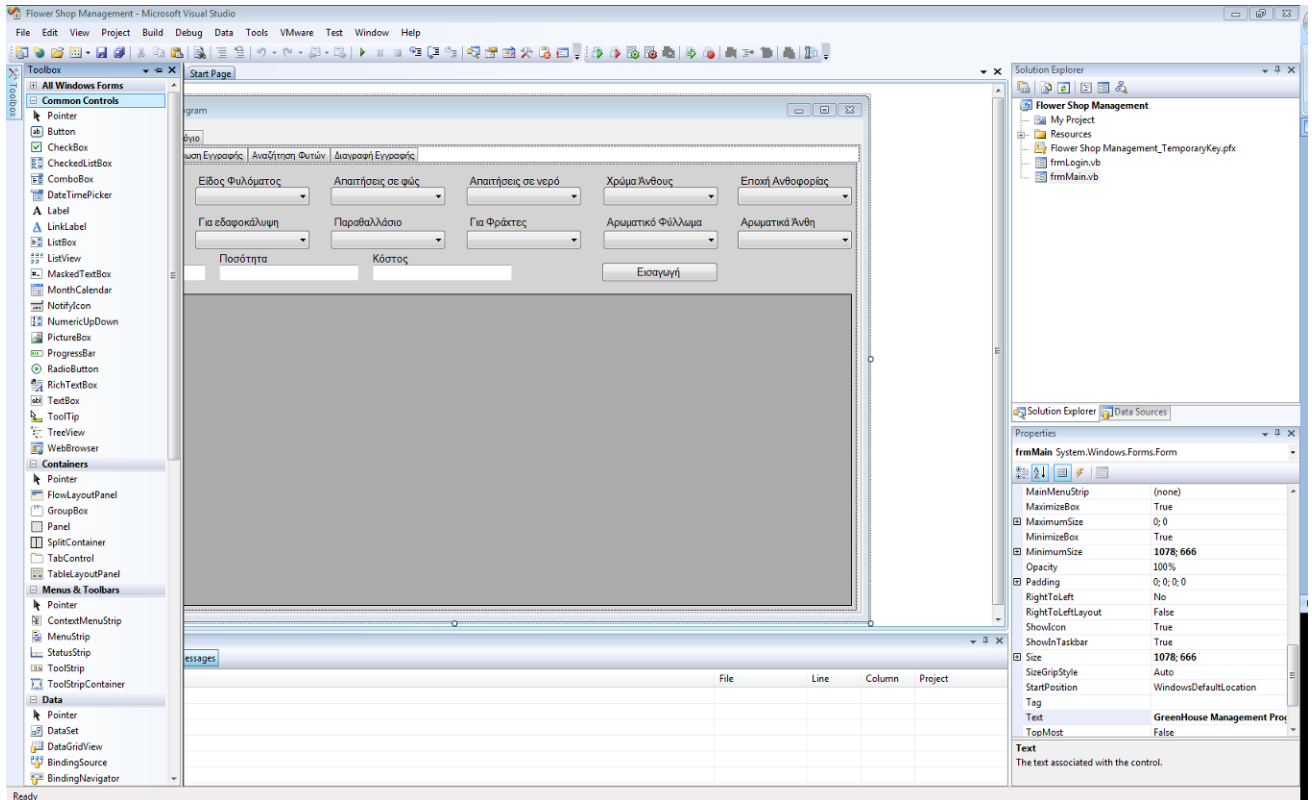 Flower Shop Management - Microsoft Visual Studio
File Edit View Project Build Debug Data Tools VMware Test Window Help
Toolbox
Toolbox
All Windows Forms
Common Controls
Pointer
Button
CheckBox
CheckedListBox
ComboBox
DateTimePicker
Label
LinkLabel
ListBox
ListView
MaskedTextBox
MonthCalendar
NotifyIcon
NumericUpDown
PictureBox
ProgressBar
RadioButton
RichTextBox
TextBox
ToolTip
TreeView
WebBrowser
Containers
Pointer
FlowLayoutPanel
GroupBox
Panel
SplitContainer
TabControl
TableLayoutPanel
Menus & Toolbars
Pointer
ContextMenuStrip
MenuStrip
StatusStrip
ToolStrip
ToolStripContainer
Data
Pointer
DataSet
DataGridView
BindingSource
BindingNavigator
Start Page
ogram
όγιο
ωση Εγγραφής Αναζήτηση Φυτών Διαγραφή Εγγραφής
Είδος Φυλόματος Απαιτήσεις σε φώς Απαιτήσεις σε νερό Χρώμα Άνθους Εποχή Ανθοφορίας
Για εδαφοκάλυψη Παραθαλλάσιο Για Φράχτες Αρωματικό Φύλλωμα Αρωματικά Άνθη
Ποσότητα Κόστος
Εισαγωγή
essages
File Line Column Project
Solution Explorer
Flower Shop Management
My Project
Resources
Flower Shop Management_TemporaryKey.pfx
frmLogin.vb
frmMain.vb
Solution Explorer Data Sources
Properties
frmMain System.Windows.Forms.Form
MainMenuStrip (none)
MaximizeBox True
MaximumSize 0; 0
MinimizeBox True
MinimumSize 1078; 666
Opacity 100%
Padding 0; 0; 0; 0
RightToLeft No
RightToLeftLayout False
ShowIcon True
ShowInTaskbar True
Size 1078; 666
SizeGripStyle Auto
StartPosition WindowsDefaultLocation
Tag
Text GreenHouse Management Prog
TopMost False
Text
The text associated with the control.
Ready